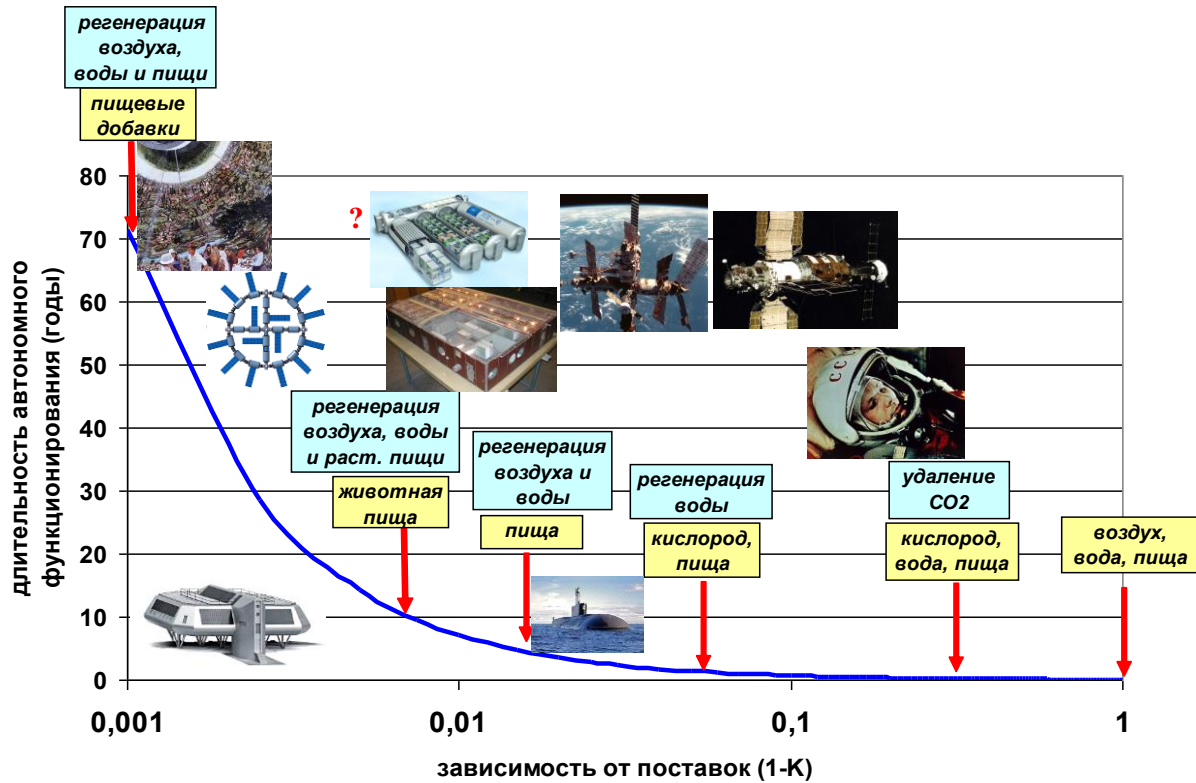 регенерация
воздуха,
воды и пищи
пищевые
добавки
длительность автономного
функционирования (годы)
80
70
60
50
40
30
20
10
0
?
СС
регенерация
воздуха, воды
и раст. пищи
животная
пища
регенерация
воздуха и
воды
пища
регенерация
воды
кислород,
пища
удаление
СО2
кислород,
вода, пища
воздух,
вода, пища
0,001
0,01
0,1
1
зависимость от поставок (1-К)